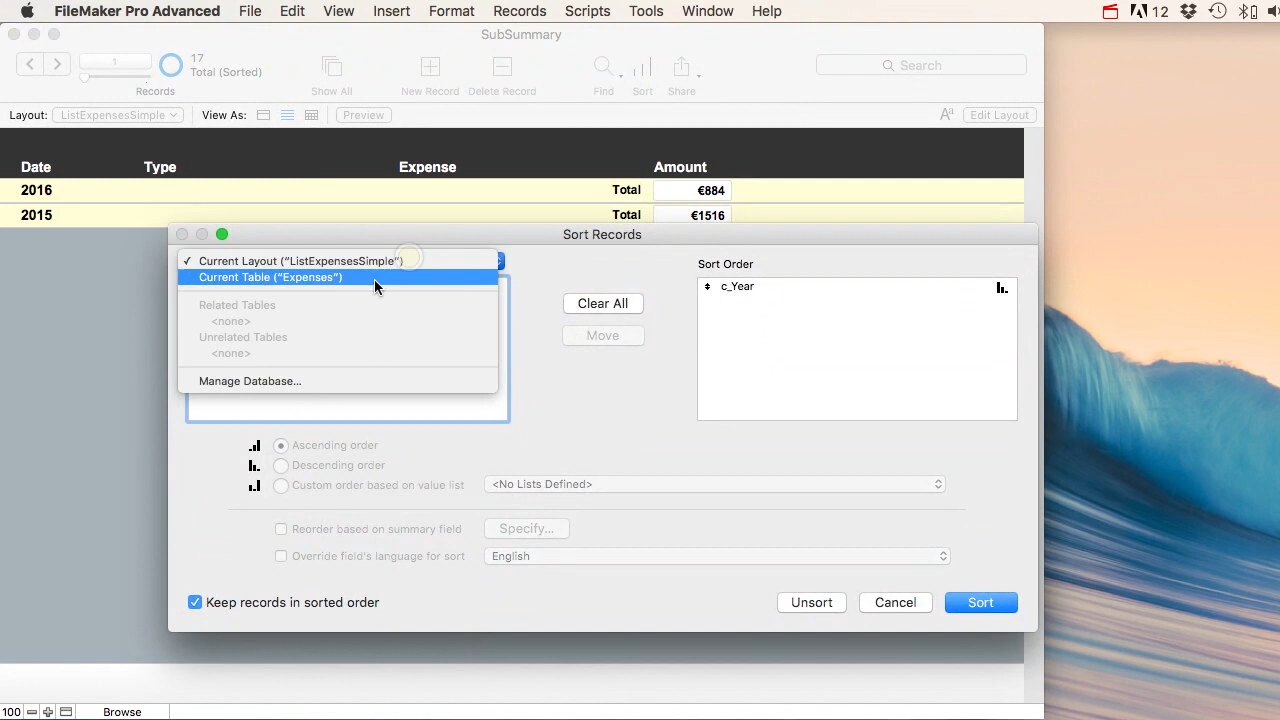 FileMaker Pro Advanced File Edit View Insert Format Records Scripts Tools Window Help 12
SubSummary
1
17
Total (Sorted)
Records Show All New Record Delete Record Find Sort Share
Search
Layout: ListExpensesSimple View As: Preview Aª Edit Layout
Date Type Expense Amount
2016 Total €884
2015 Total €1516
Sort Records
✓ Current Layout (“ListExpensesSimple”)
Current Table (“Expenses”)
Related Tables
<none>
Unrelated Tables
<none>
Manage Database...
Clear All
Move
Sort Order
c_Year
Ascending order
Descending order
Custom order based on value list <No Lists Defined>
Reorder based on summary field Specify...
Override field's language for sort English
Keep records in sorted order Unsort Cancel Sort
100 Browse